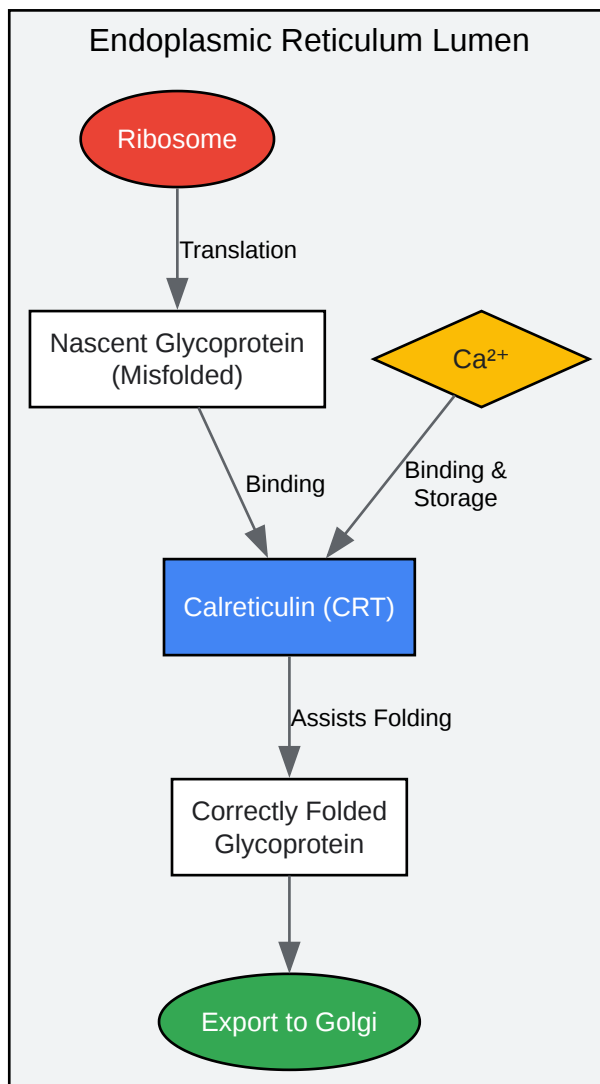 Endoplasmic Reticulum Lumen
Ribosome
Translation
Nascent Glycoprotein
(Misfolded)
Ca²⁺
Binding
Binding &
Storage
Calreticulin (CRT)
Assists Folding
Correctly Folded
Glycoprotein
Export to Golgi